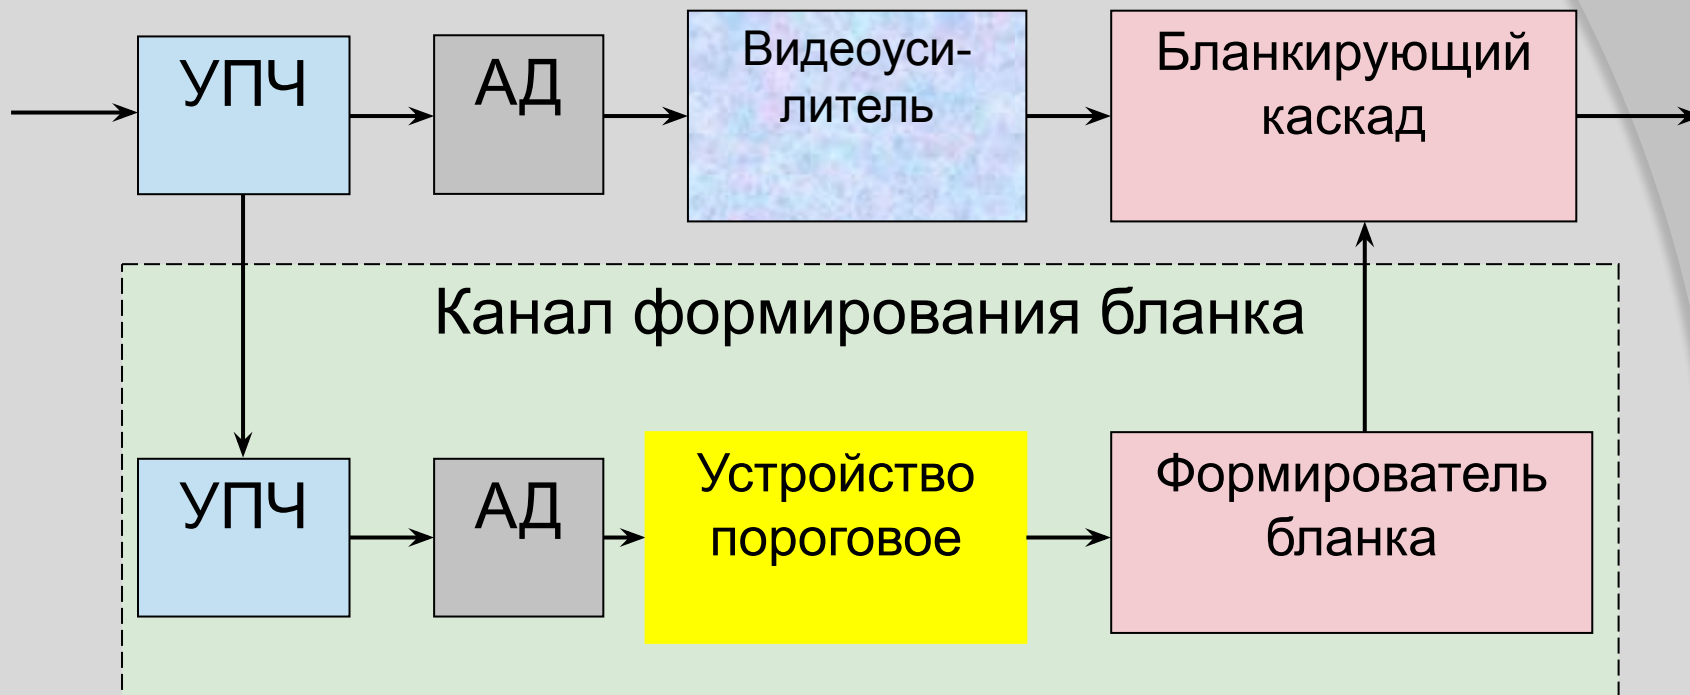 УПЧ
АД
Видеоуси-
литель
Бланкирующий
каскад
Канал формирования бланка
УПЧ
АД
Устройство
пороговое
Формирователь
бланка